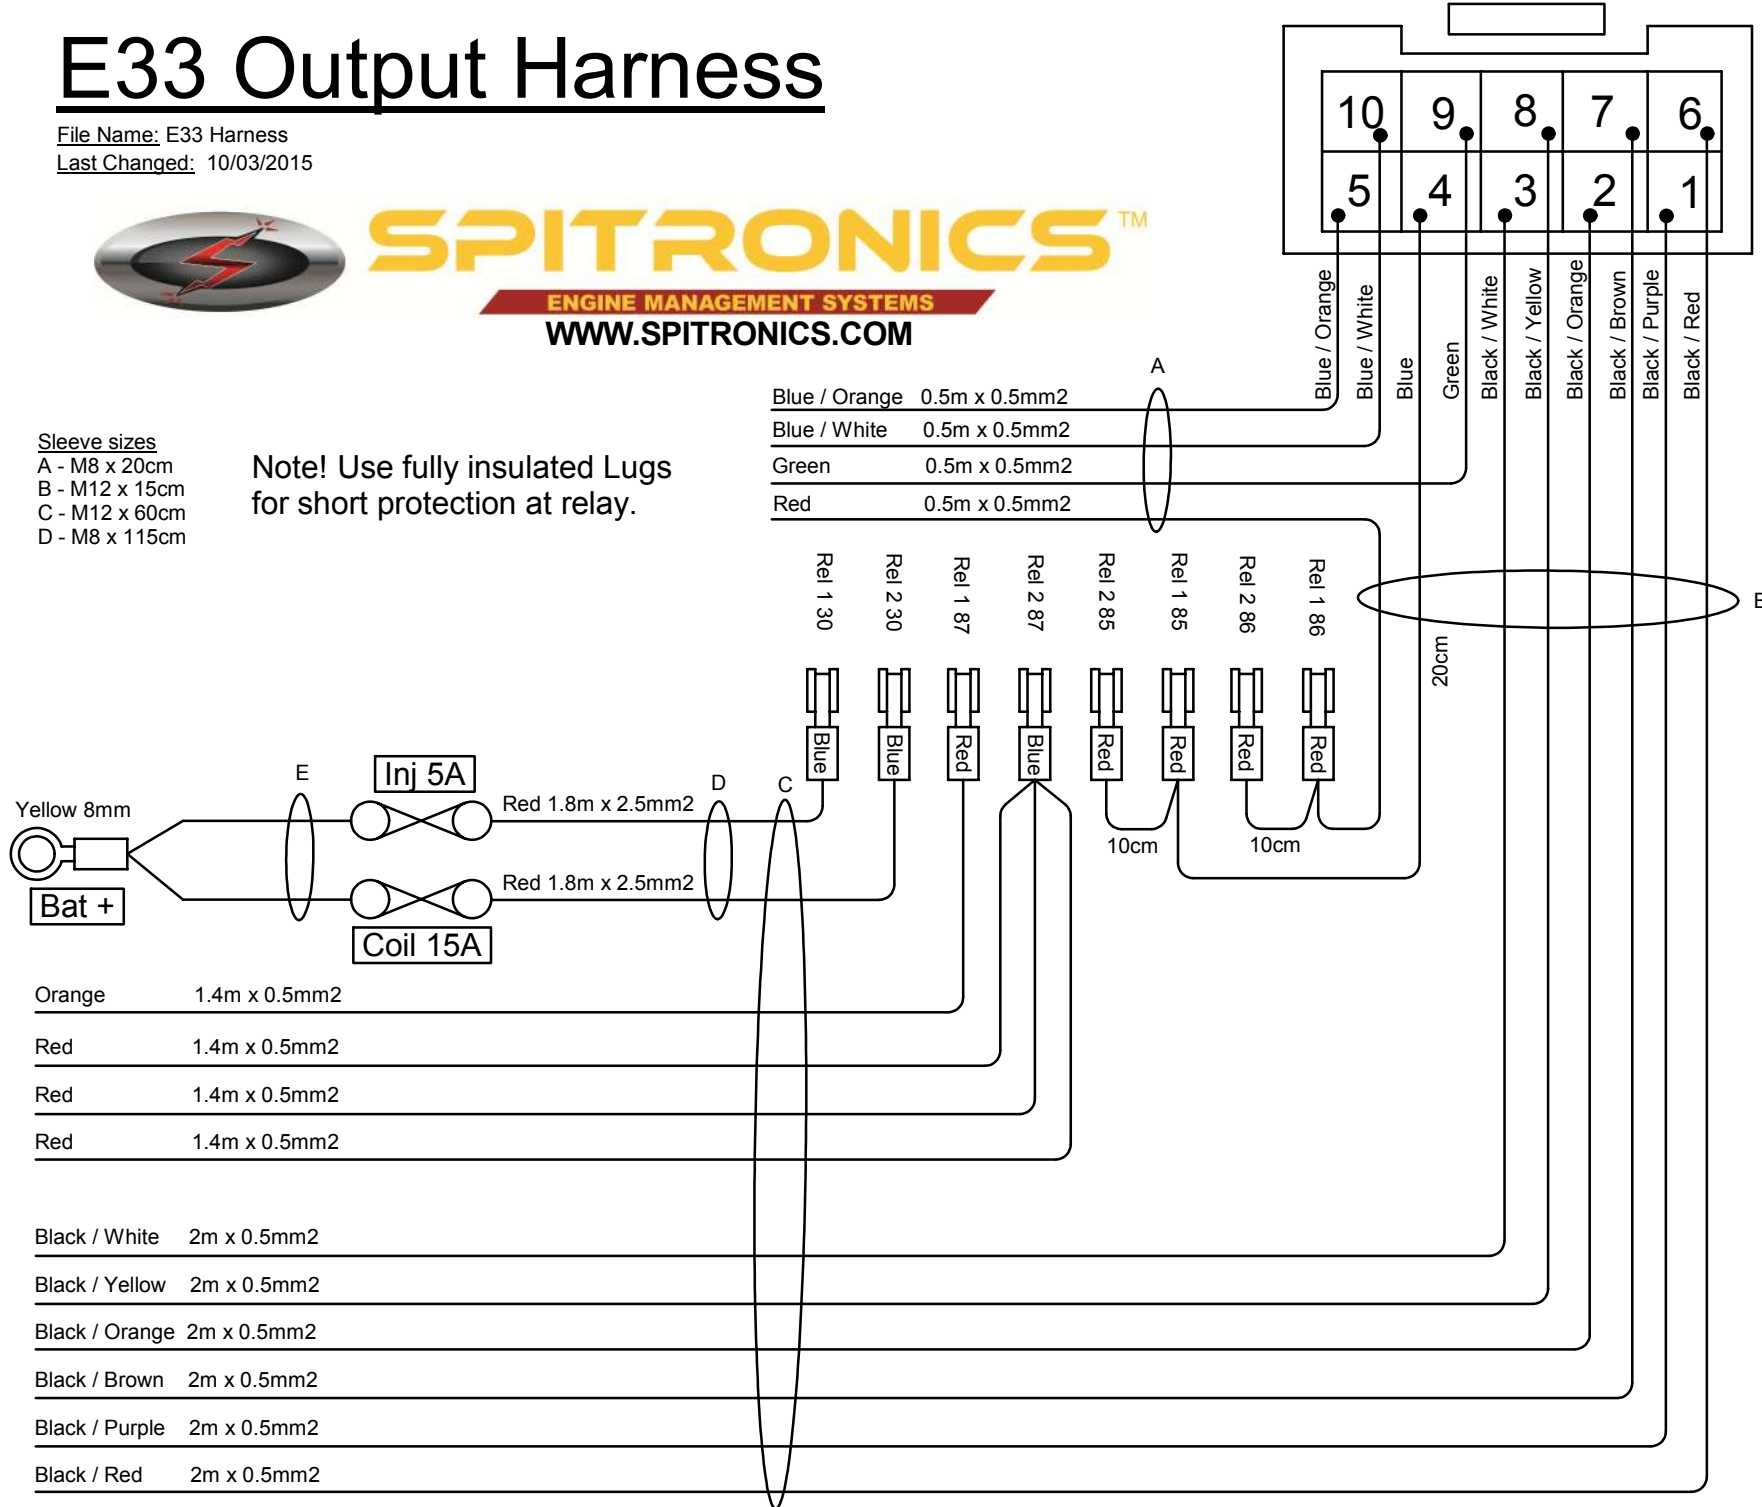 E33 Output Harness
File Name: E33 Harness
Last Changed: 10/03/2015
SPITRONICS™
ENGINE MANAGEMENT SYSTEMS
WWW.SPITRONICS.COM
10 9 8 7 6
5 4 3 2 1
Blue / Orange
Blue / White
Blue
Green
Black / White
Black / Yellow
Black / Orange
Black / Brown
Black / Purple
Black / Red
A
Blue / Orange 0.5m x 0.5mm2
Blue / White 0.5m x 0.5mm2
Green 0.5m x 0.5mm2
Red 0.5m x 0.5mm2
Sleeve sizes
A - M8 x 20cm
B - M12 x 15cm
C - M12 x 60cm
D - M8 x 115cm
Note! Use fully insulated Lugs
for short protection at relay.
Rel 1 30
Rel 2 30
Rel 1 87
Rel 2 87
Rel 2 85
Rel 1 85
Rel 2 86
Rel 1 86
20cm
Blue
Blue
Red
Blue
Red
Red
Red
Red
10cm
10cm
Yellow 8mm
Bat +
E
Inj 5A
Red 1.8m x 2.5mm2
D
C
Red 1.8m x 2.5mm2
Coil 15A
Orange 1.4m x 0.5mm2
Red 1.4m x 0.5mm2
Red 1.4m x 0.5mm2
Red 1.4m x 0.5mm2
Black / White 2m x 0.5mm2
Black / Yellow 2m x 0.5mm2
Black / Orange 2m x 0.5mm2
Black / Brown 2m x 0.5mm2
Black / Purple 2m x 0.5mm2
Black / Red 2m x 0.5mm2